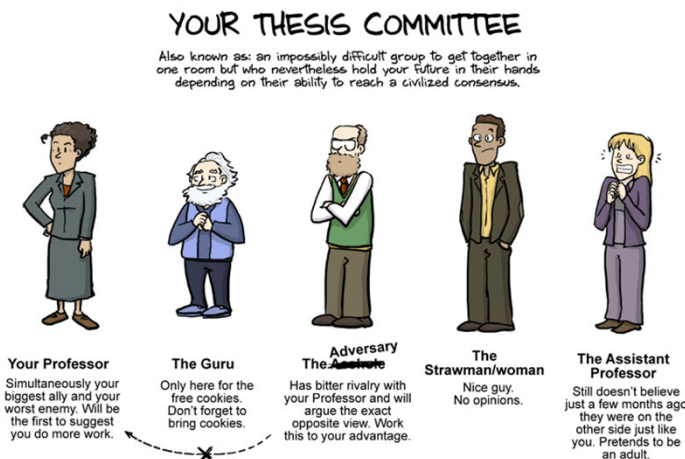 YOUR THESIS COMMITTEE
Also known as: an impossibly difficult group to get together in
one room but who nevertheless hold your future in their hands
depending on their ability to reach a civilized consensus.
Your Professor
Simultaneously your
biggest ally and your
worst enemy. Will be
the first to suggest
you do more work.
The Guru
Only here for the
free cookies.
Don't forget to
bring cookies.
Adversary
The Asshole
Has bitter rivalry with
your Professor and will
argue the exact
opposite view. Work
this to your advantage.
The
Strawman/woman
Nice guy.
No opinions.
The Assistant
Professor
Still doesn't believe
just a few months ago
they were on the
other side just like
you. Pretends to be
an adult.